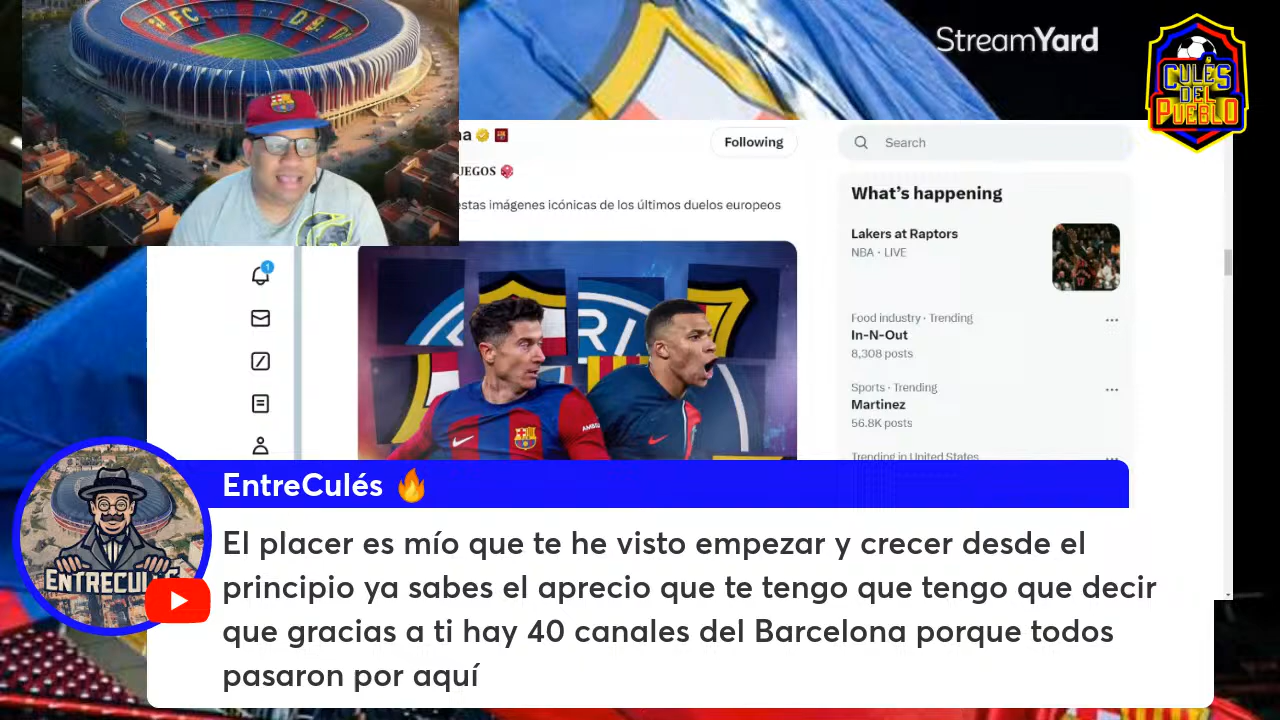 StreamYard
CULÉS
DEL
PUEBLO
FC
na
Following
Search
UEGOS
estas imágenes icónicas de los últimos duelos europeos
What's happening
Lakers at Raptors
NBA · LIVE
1
Food industry · Trending
In-N-Out
8,308 posts
Sports · Trending
Martinez
56.8K posts
Trending in United States
EntreCulés 🔥
ENTRECULÉS
El placer es mío que te he visto empezar y crecer desde el
principio ya sabes el aprecio que te tengo que tengo que decir
que gracias a ti hay 40 canales del Barcelona porque todos
pasaron por aquí